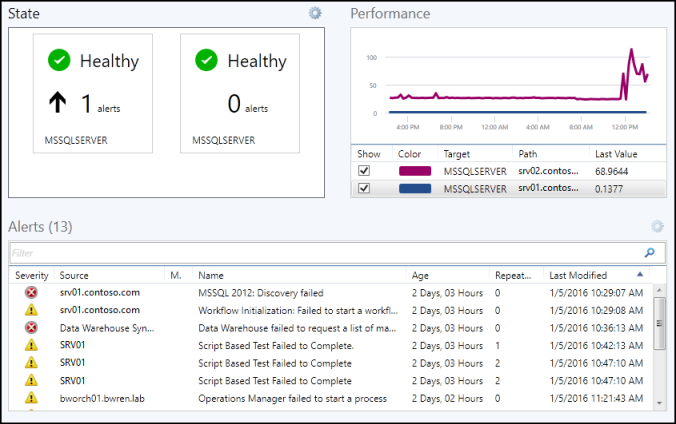 State
Healthy
1 alerts
MSSQLSERVER
Healthy
0 alerts
MSSQLSERVER
Performance
100
50
0
4:00 PM 8:00 PM 12:00 AM 4:00 AM 8:00 AM 12:00 PM
Show Color Target Path Last Value
MSSQLSERVER srv02.contos... 68.9644
MSSQLSERVER srv01.contos... 0.1377
Alerts (13)
Filter
Severity Source M. Name Age Repeat... Last Modified
srv01.contoso.com MSSQL 2012: Discovery failed 2 Days, 03 Hours 0 1/5/2016 10:29:07 AM
srv01.contoso.com Workflow Initialization: Failed to start a workfl... 2 Days, 03 Hours 0 1/5/2016 10:29:08 AM
Data Warehouse Syn... Data Warehouse failed to request a list of ma... 2 Days, 03 Hours 0 1/5/2016 10:36:13 AM
SRV01 Script Based Test Failed to Complete. 2 Days, 03 Hours 1 1/5/2016 10:42:13 AM
SRV01 Script Based Test Failed to Complete 2 Days, 03 Hours 2 1/5/2016 10:47:10 AM
SRV01 Script Based Test Failed to Complete 2 Days, 03 Hours 2 1/5/2016 10:47:10 AM
bworch01.bwren.lab Operations Manager failed to start a process 2 Days, 02 Hours 0 1/5/2016 11:21:43 AM